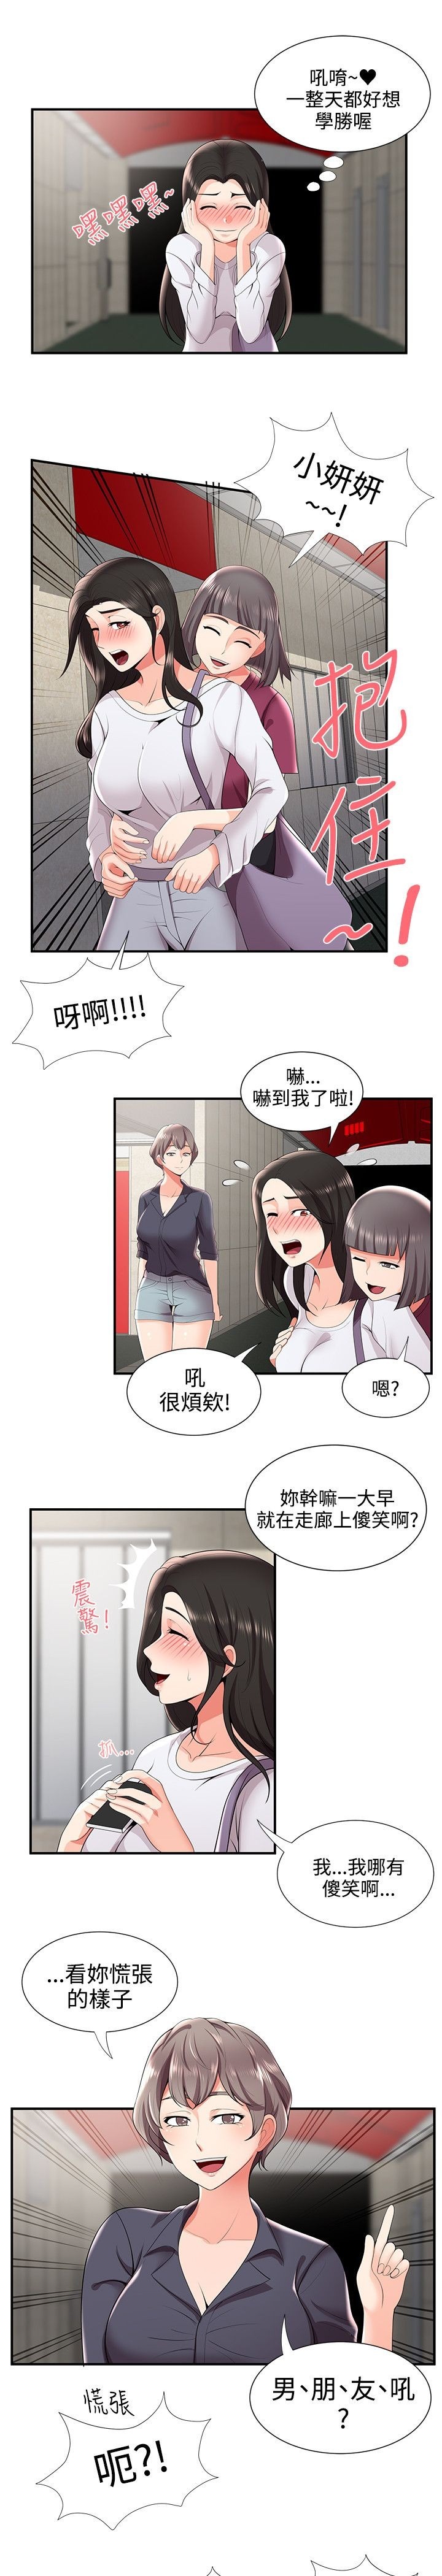 吼唷~♥
一整天都好想
學勝喔
嘿嘿嘿~
小妍妍
~~!
抱住~!
呀啊!!!!
嚇...
嚇到我了啦!
吼
很煩欸!
嗯?
妳幹嘛一大早
就在走廊上傻笑啊?
震驚!
抓...
我...我哪有
傻笑啊...
...看妳慌張
的樣子
男、朋、友、吼
?
慌張
呃?!